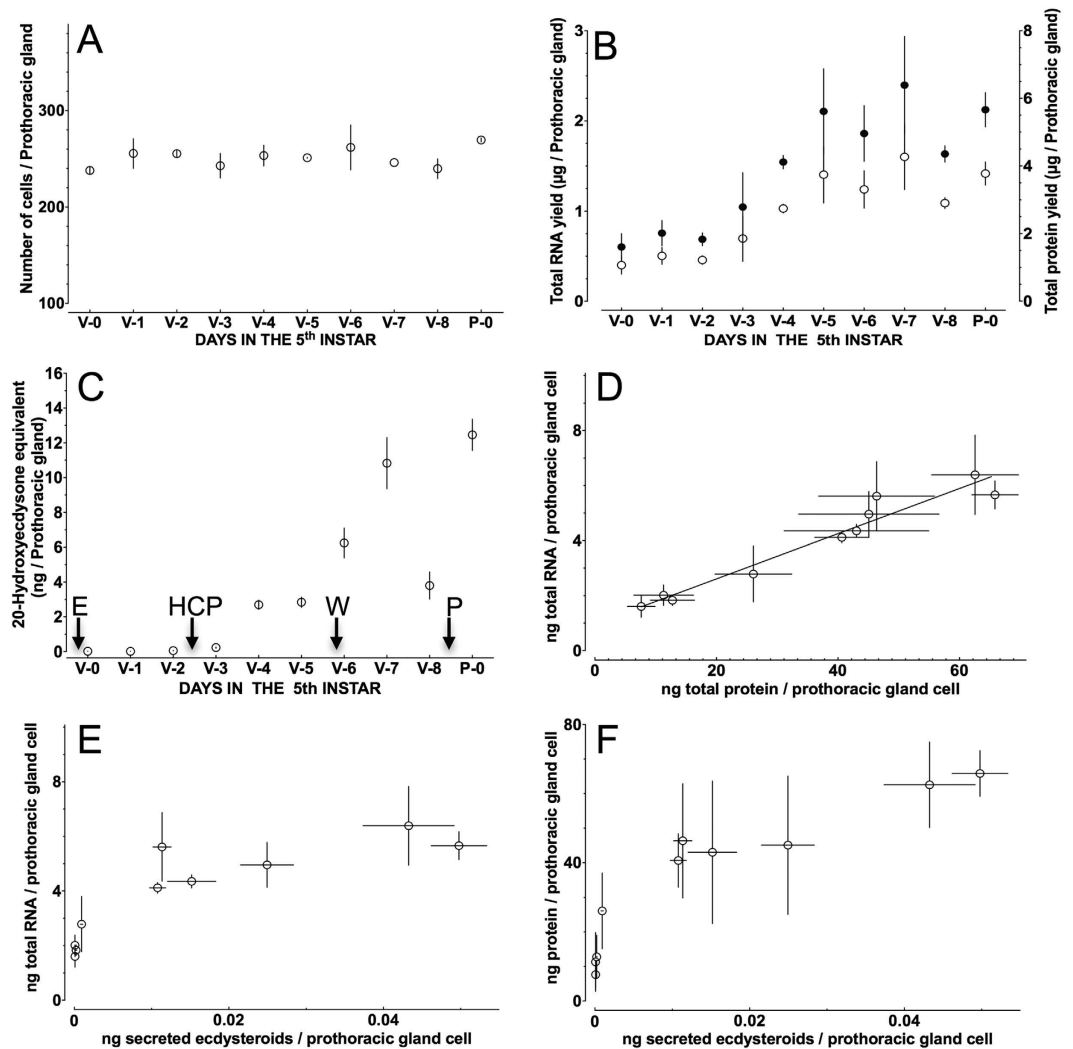 A
Number of cells / Prothoracic gland
300
200
100
V-0 V-1 V-2 V-3 V-4 V-5 V-6 V-7 V-8 P-0
DAYS IN THE 5th INSTAR
B
Total RNA yield (µg / Prothoracic gland)
3
2
1
0
Total protein yield (µg / Prothoracic gland)
8
6
4
2
0
V-0 V-1 V-2 V-3 V-4 V-5 V-6 V-7 V-8 P-0
DAYS IN THE 5th INSTAR
C
20-Hydroxyecdysone equivalent
(ng / Prothoracic gland)
16
14
12
10
8
6
4
2
0
E HCP W P
V-0 V-1 V-2 V-3 V-4 V-5 V-6 V-7 V-8 P-0
DAYS IN THE 5th INSTAR
D
ng total RNA / prothoracic gland cell
8
4
0
0 20 40 60
ng total protein / prothoracic gland cell
E
ng total RNA / prothoracic gland cell
8
4
0
0 0.02 0.04
ng secreted ecdysteroids / prothoracic gland cell
F
ng protein / prothoracic gland cell
80
40
0
0 0.02 0.04
ng secreted ecdysteroids / prothoracic gland cell